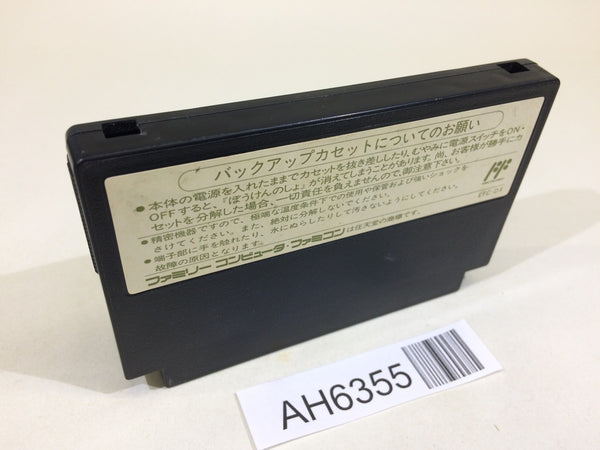 バックアップカセットについてのお願い
●本体の電源を入れたままでカセットを抜き差ししたり、むやみに電源スイッチをON・
OFFすると、『ぼうけんのしょ』が消えてしまうことがあります。尚、お客様が勝手にカ
セットを分解した場合、一切責任を負えませんので、御注意下さい。
●精密機器ですので、極端な温度条件下での使用や保管および強いショックを
さけてください。また、絶対に分解しないでください。
●端子部に手を触れたり、水にぬらしたりして汚さないようにしてください。
故障の原因となります。
ファミリー コンピュータ・ファミコンは任天堂の商標です。
EFC-D4
AH6355